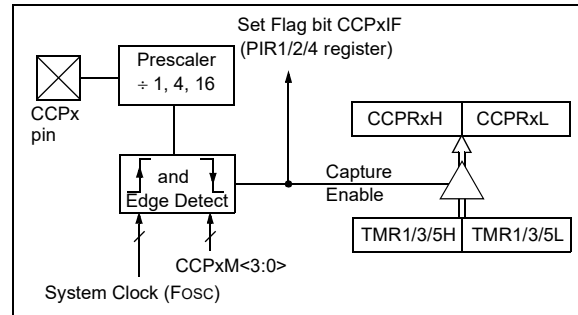 Set Flag bit CCPxIF
(PIR1/2/4 register)
Prescaler
÷ 1, 4, 16
CCPx
pin
CCPRxH
CCPRxL
and
Edge Detect
Capture
Enable
TMR1/3/5H
TMR1/3/5L
CCPxM<3:0>
System Clock (FOSC)